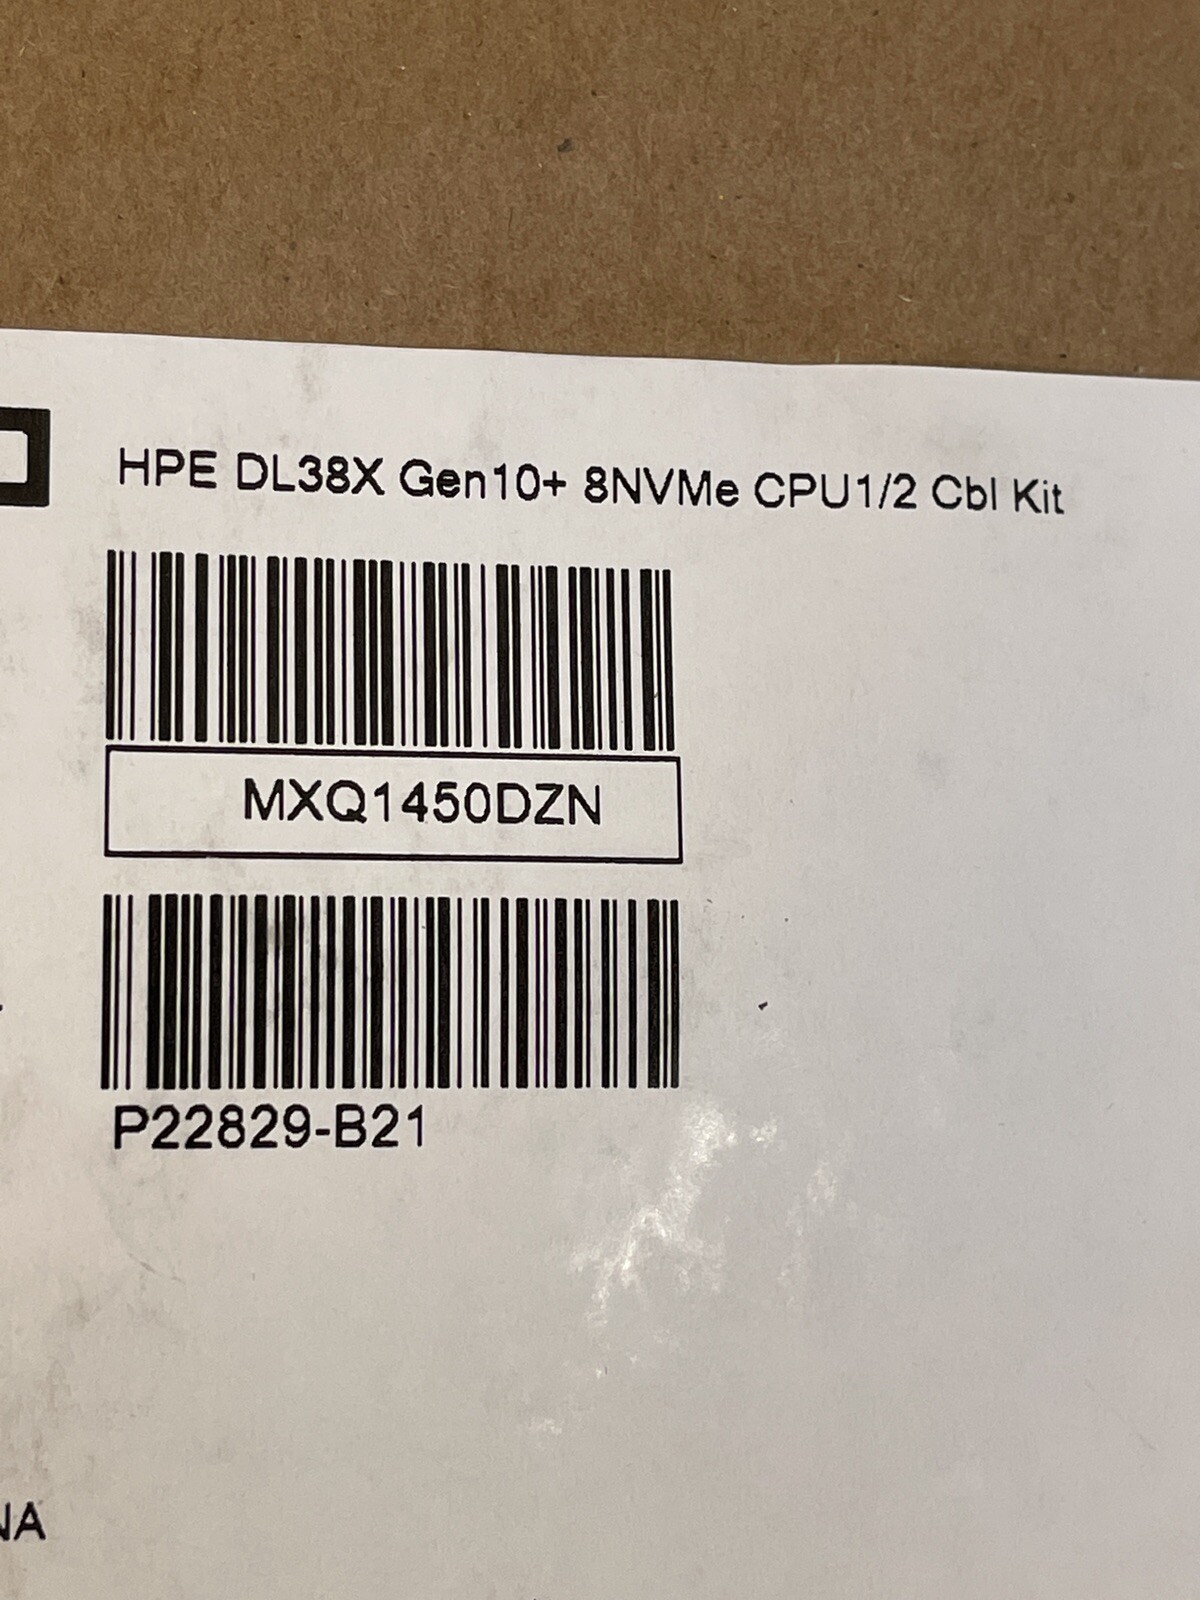 HPE DL38X Gen10+ 8NVMe CPU1/2 Cbl Kit
MXQ1450DZN
P22829-B21
NA